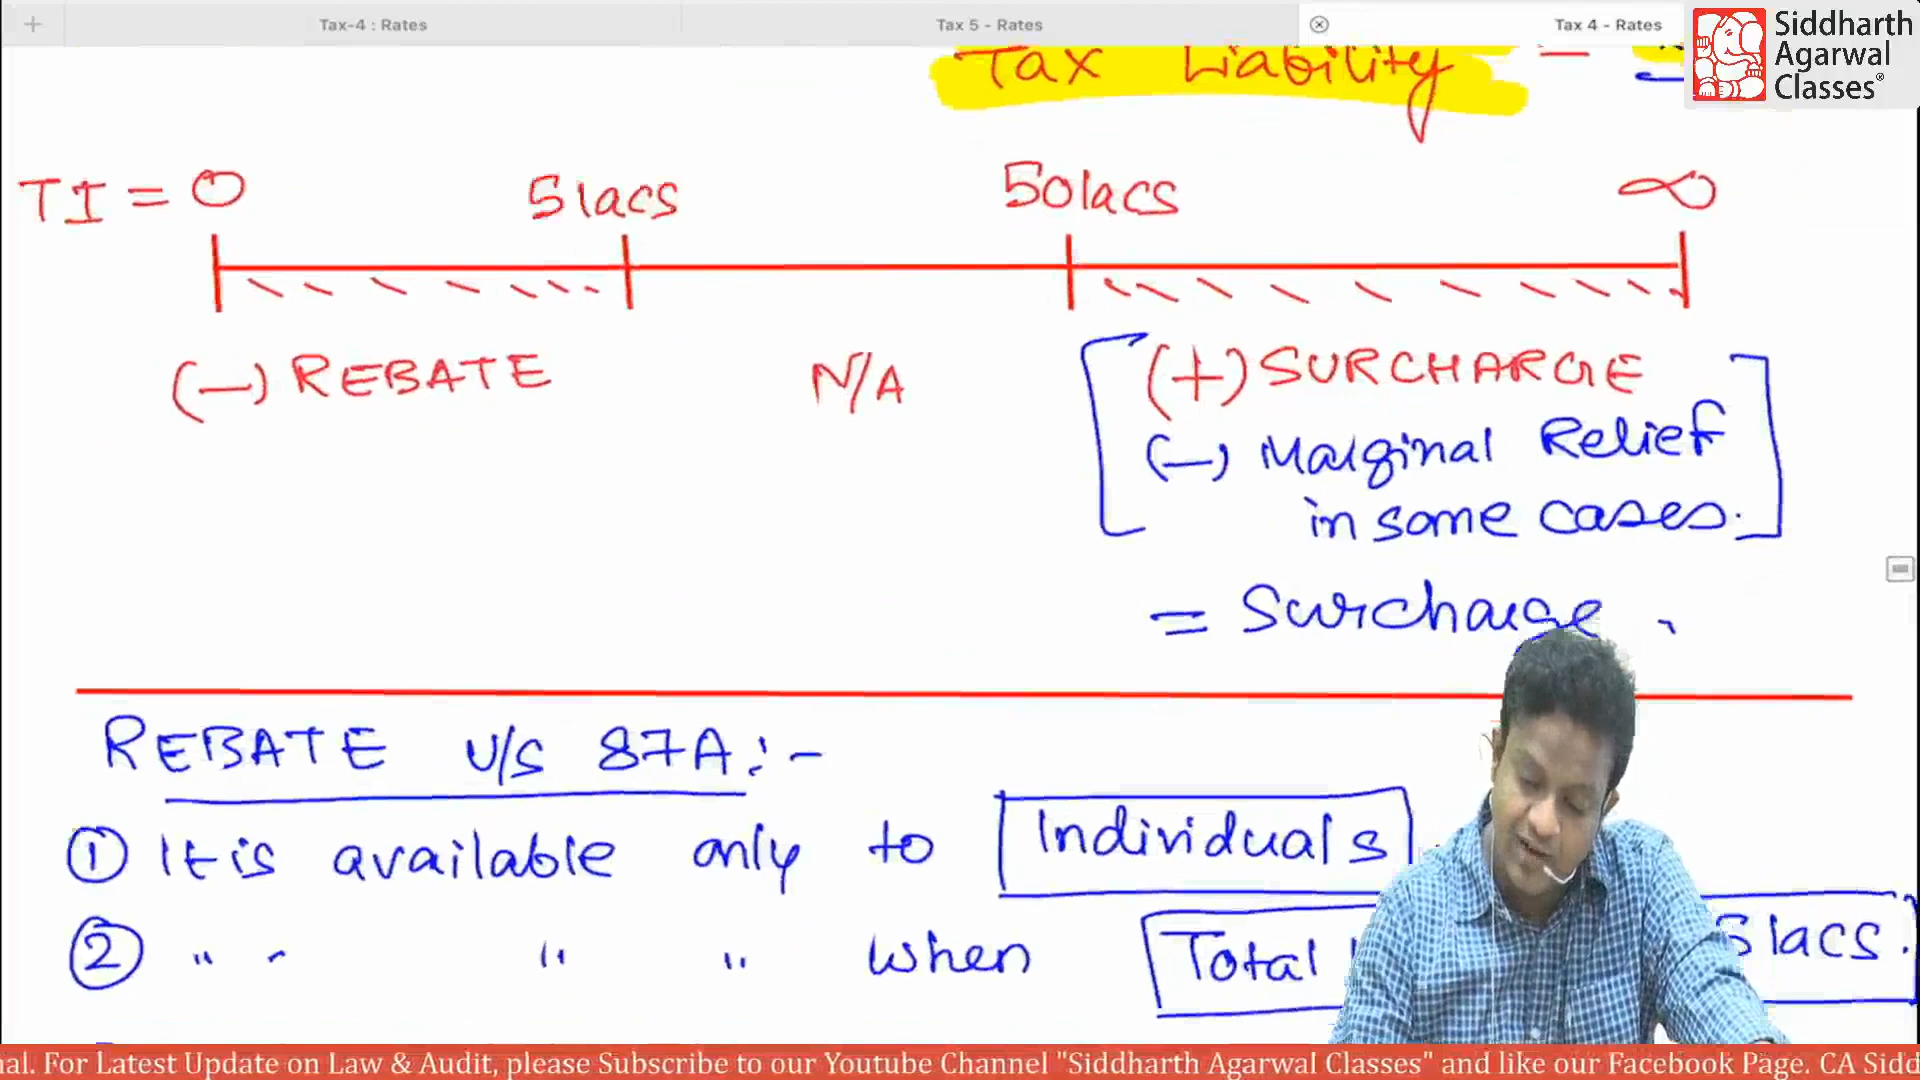 Tax-4 : Rates
Tax 5 - Rates
Tax 4 - Rates
Siddharth
Agarwal
Classes®
Tax Liability =
TI = 0
5 lacs
50 lacs
∞
(-) REBATE
N/A
(+) SURCHARGE
(-) Marginal Relief
in some cases.
= Surcharge
REBATE U/S 87A :-
① It is available only to Individuals
② " " " " when Total 5 lacs.
al. For Latest Update on Law & Audit, please Subscribe to our Youtube Channel "Siddharth Agarwal Classes" and like our Facebook Page. CA Sidd